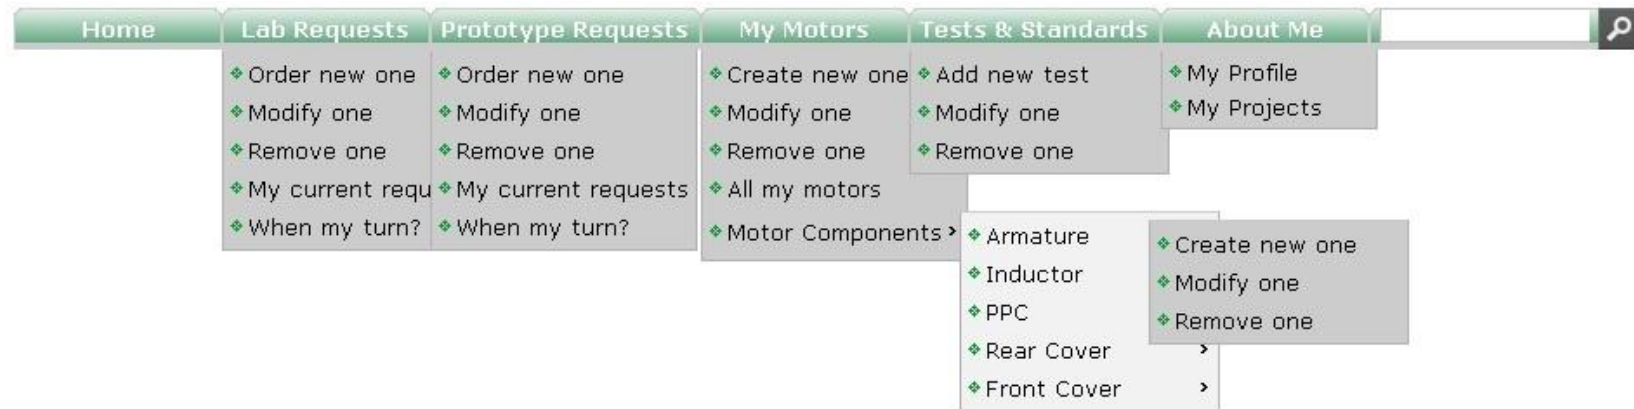 Home
Lab Requests
Prototype Requests
My Motors
Tests & Standards
About Me
Order new one
Modify one
Remove one
My current requ
When my turn?
Order new one
Modify one
Remove one
My current requests
When my turn?
Create new one
Modify one
Remove one
All my motors
Motor Components
Add new test
Modify one
Remove one
My Profile
My Projects
Armature
Inductor
PPC
Rear Cover
Front Cover
Create new one
Modify one
Remove one